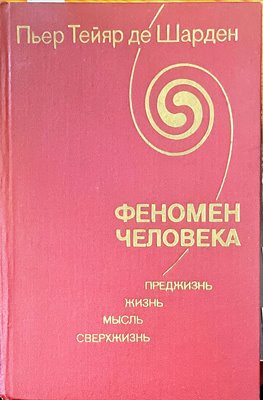 Пьер Тейяр де Шарден
ФЕНОМЕН
ЧЕЛОВЕКА
ПРЕДЖИЗНЬ
ЖИЗНЬ
МЫСЛЬ
СВЕРХЖИЗНЬ